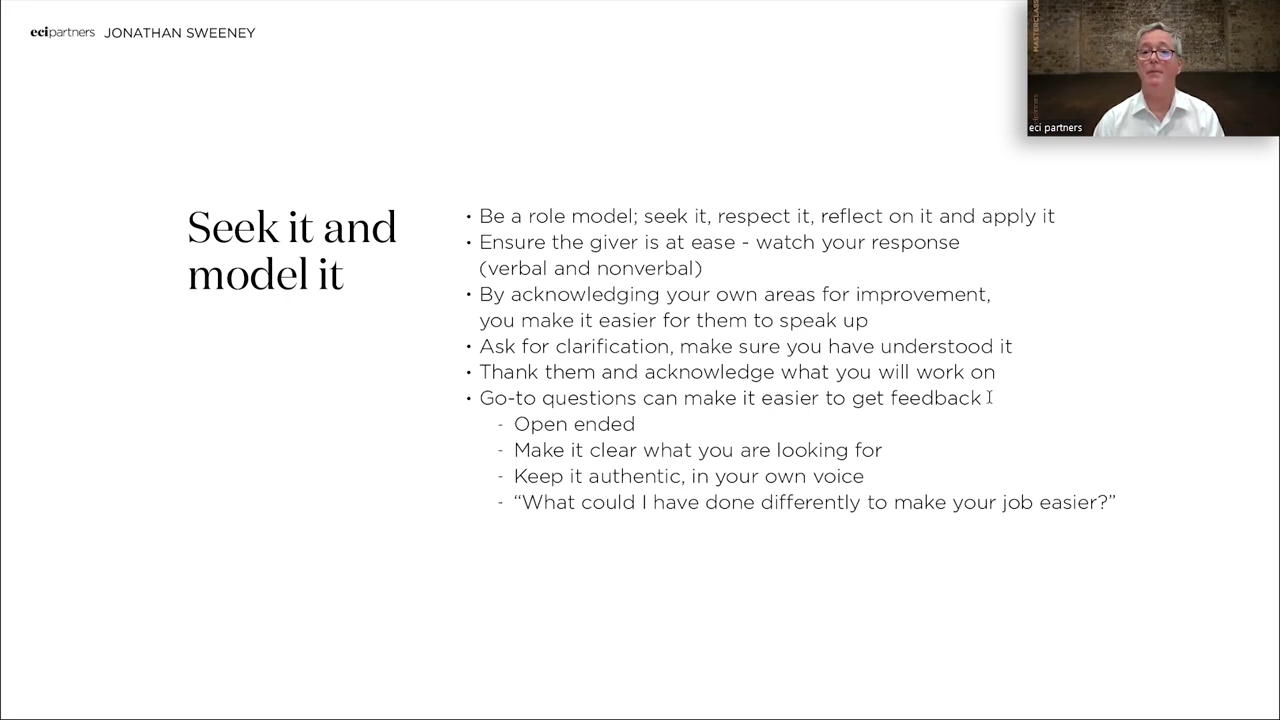 ecipartners JONATHAN SWEENEY
MASTERCLASS
eci partners
Seek it and
model it
• Be a role model; seek it, respect it, reflect on it and apply it
• Ensure the giver is at ease - watch your response
(verbal and nonverbal)
• By acknowledging your own areas for improvement,
you make it easier for them to speak up
• Ask for clarification, make sure you have understood it
• Thank them and acknowledge what you will work on
• Go-to questions can make it easier to get feedback
- Open ended
- Make it clear what you are looking for
- Keep it authentic, in your own voice
- “What could I have done differently to make your job easier?”